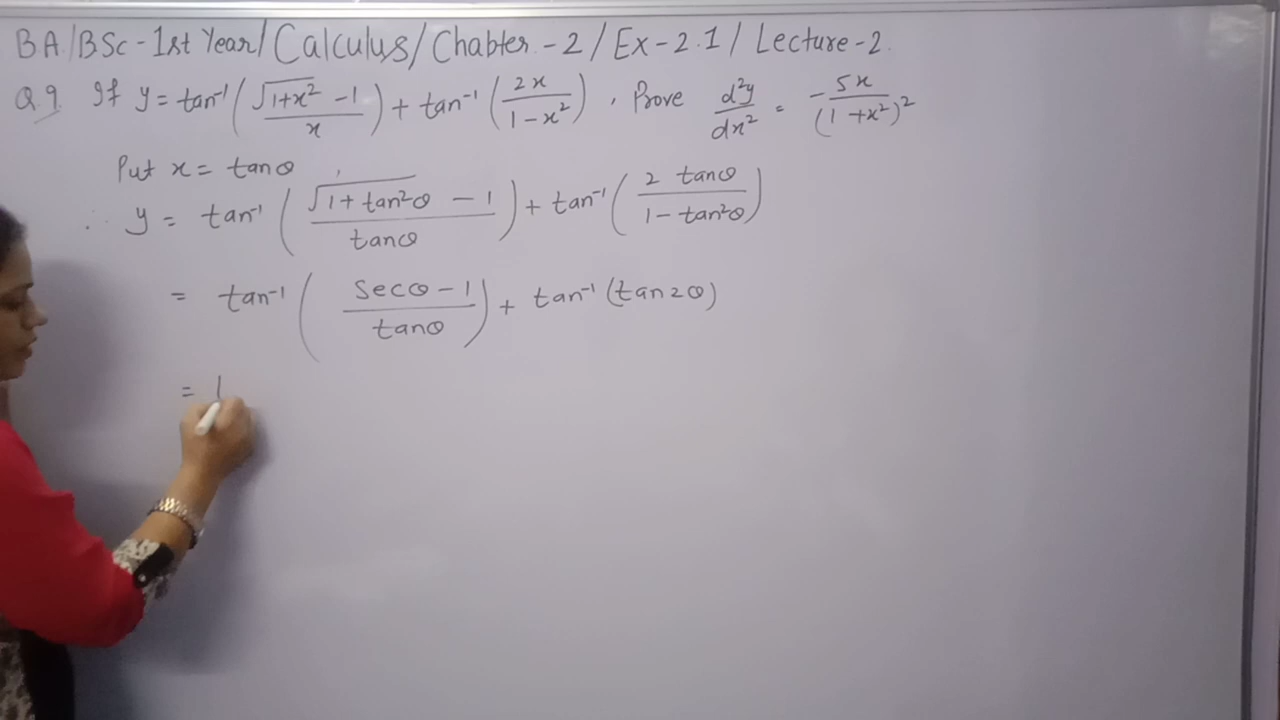 BA/BSc-1st Year/Calculus/Chabter-2/Ex-2.1/Lecture-2.
Q.9. If y = tan⁻¹(√(1+x²) - 1 / x) + tan⁻¹(2x / 1-x²), Prove d²y/dx² = -5x/(1+x²)²
Put x = tanθ
∴ y = tan⁻¹(√(1+tan²θ) - 1 / tanθ) + tan⁻¹(2 tanθ / 1 - tan²θ)
= tan⁻¹(secθ - 1 / tanθ) + tan⁻¹(tan2θ)
=